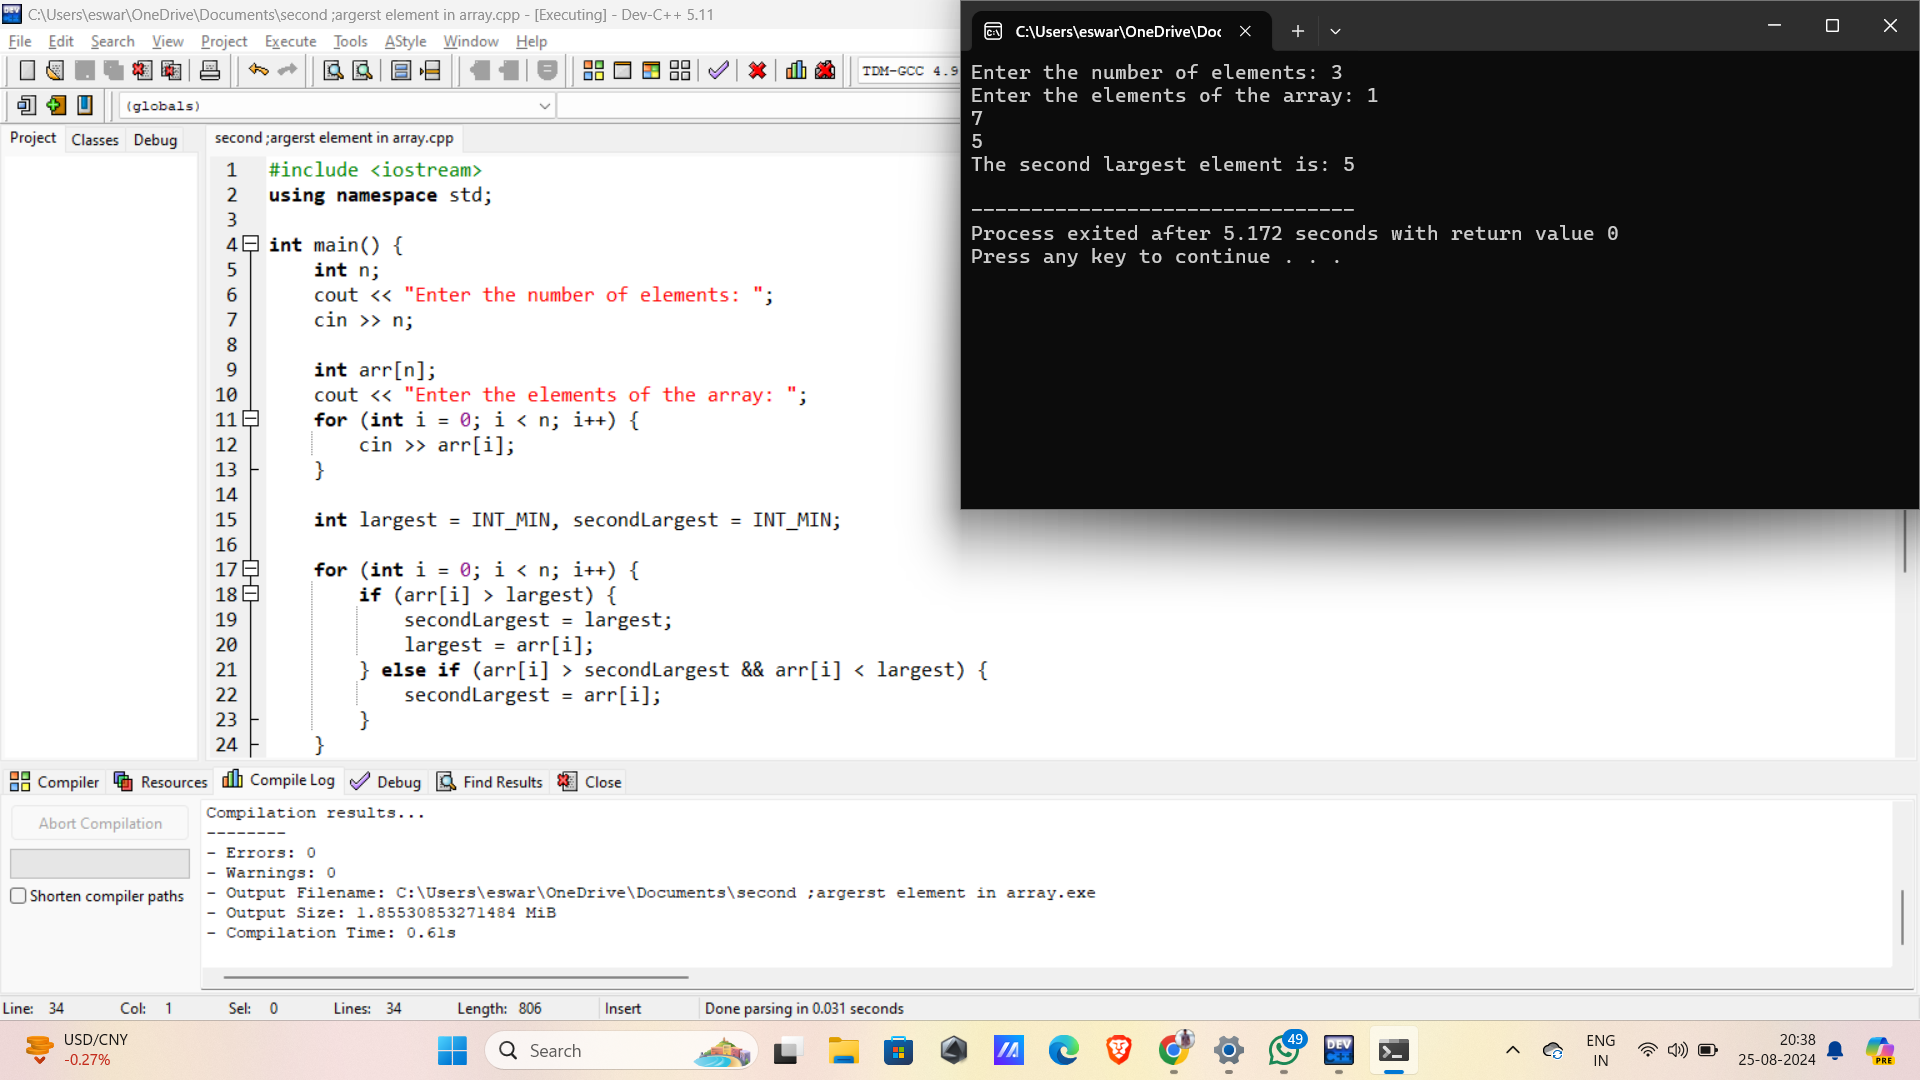 C:\Users\eswar\OneDrive\Documents\second ;argerst element in array.cpp - [Executing] - Dev-C++ 5.11
File Edit Search View Project Execute Tools AStyle Window Help
TDM-GCC 4.9
(globals)
Project Classes Debug
second ;argerst element in array.cpp
1 #include <iostream>
2 using namespace std;
3
4 int main() {
5 int n;
6 cout << "Enter the number of elements: ";
7 cin >> n;
8
9 int arr[n];
10 cout << "Enter the elements of the array: ";
11 for (int i = 0; i < n; i++) {
12 cin >> arr[i];
13 }
14
15 int largest = INT_MIN, secondLargest = INT_MIN;
16
17 for (int i = 0; i < n; i++) {
18 if (arr[i] > largest) {
19 secondLargest = largest;
20 largest = arr[i];
21 } else if (arr[i] > secondLargest && arr[i] < largest) {
22 secondLargest = arr[i];
23 }
24 }
C:\Users\eswar\OneDrive\Doc
Enter the number of elements: 3
Enter the elements of the array: 1
7
5
The second largest element is: 5
--------------------------------
Process exited after 5.172 seconds with return value 0
Press any key to continue . . .
Compiler Resources Compile Log Debug Find Results Close
Abort Compilation
Shorten compiler paths
Compilation results...
--------
- Errors: 0
- Warnings: 0
- Output Filename: C:\Users\eswar\OneDrive\Documents\second ;argerst element in array.exe
- Output Size: 1.85530853271484 MiB
- Compilation Time: 0.61s
Line: 34 Col: 1 Sel: 0 Lines: 34 Length: 806 Insert Done parsing in 0.031 seconds
USD/CNY
-0.27%
Search
DEV
49
ENG
IN
20:38
25-08-2024
PRE